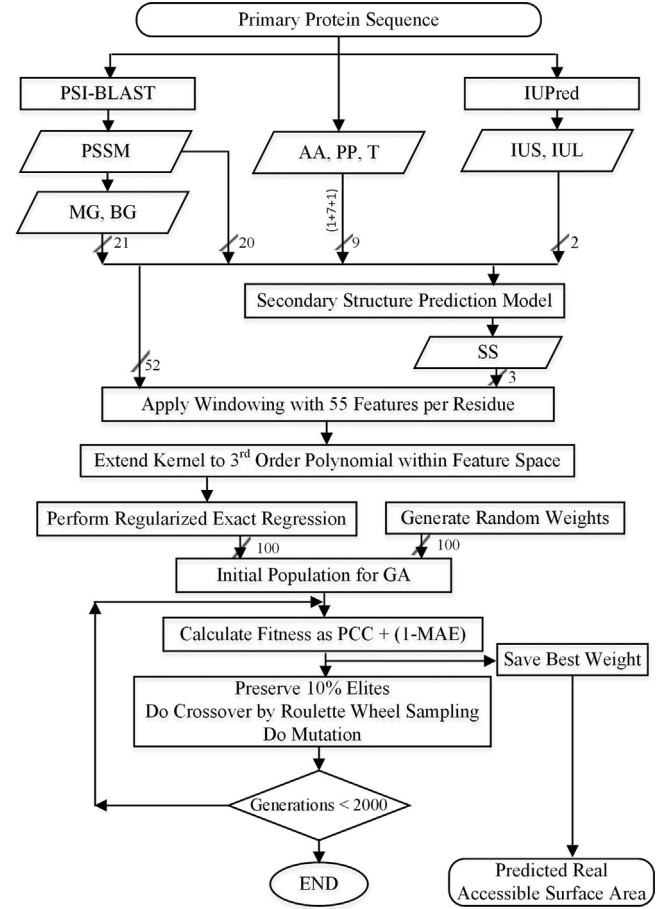 Primary Protein Sequence
PSI-BLAST
IUPred
PSSM
AA, PP, T
IUS, IUL
MG, BG
(1+7+1)
21
20
9
2
Secondary Structure Prediction Model
SS
52
3
Apply Windowing with 55 Features per Residue
Extend Kernel to 3rd Order Polynomial within Feature Space
Perform Regularized Exact Regression
Generate Random Weights
100
100
Initial Population for GA
Calculate Fitness as PCC + (1-MAE)
Save Best Weight
Preserve 10% Elites
Do Crossover by Roulette Wheel Sampling
Do Mutation
Generations < 2000
END
Predicted Real
Accessible Surface Area